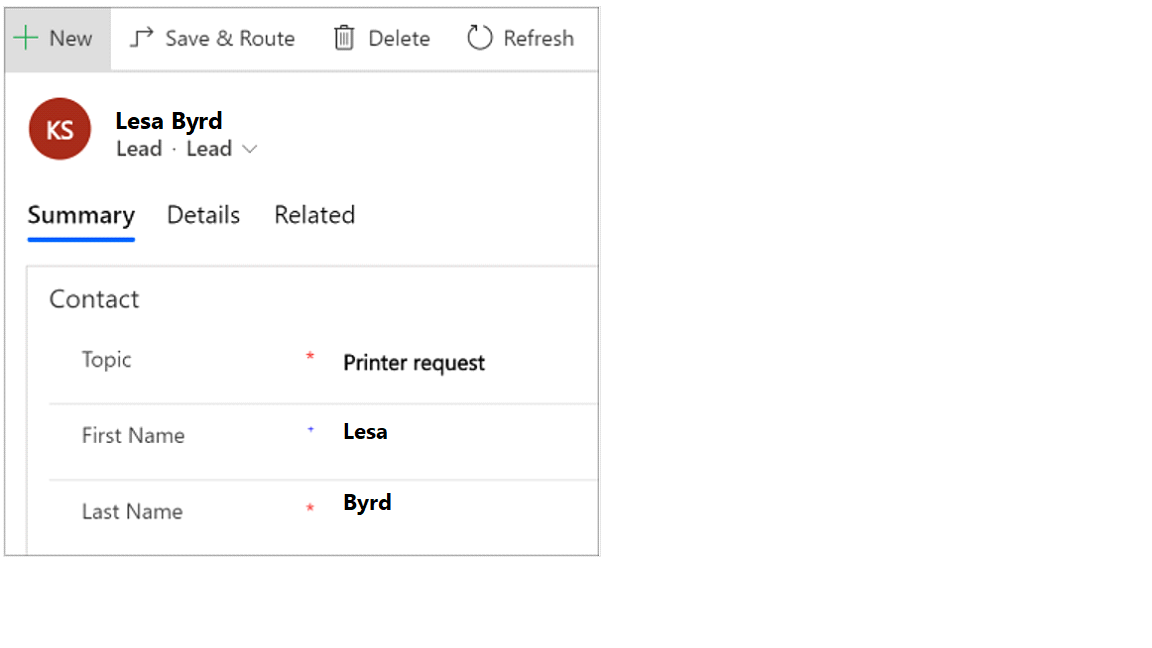 + New Save & Route Delete Refresh
KS
Lesa Byrd
Lead · Lead
Summary Details Related
Contact
Topic * Printer request
First Name + Lesa
Last Name * Byrd